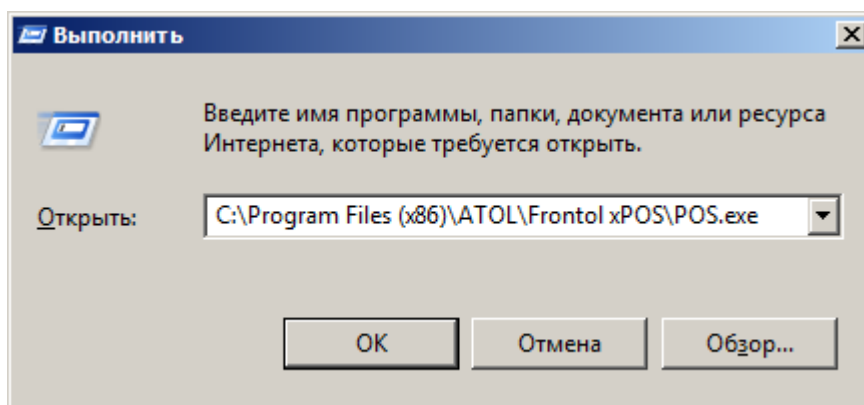 Выполнить
Введите имя программы, папки, документа или ресурса
Интернета, которые требуется открыть.
Открыть: C:\Program Files (x86)\ATOL\Frontol xPOS\POS.exe
OK Отмена Обзор...